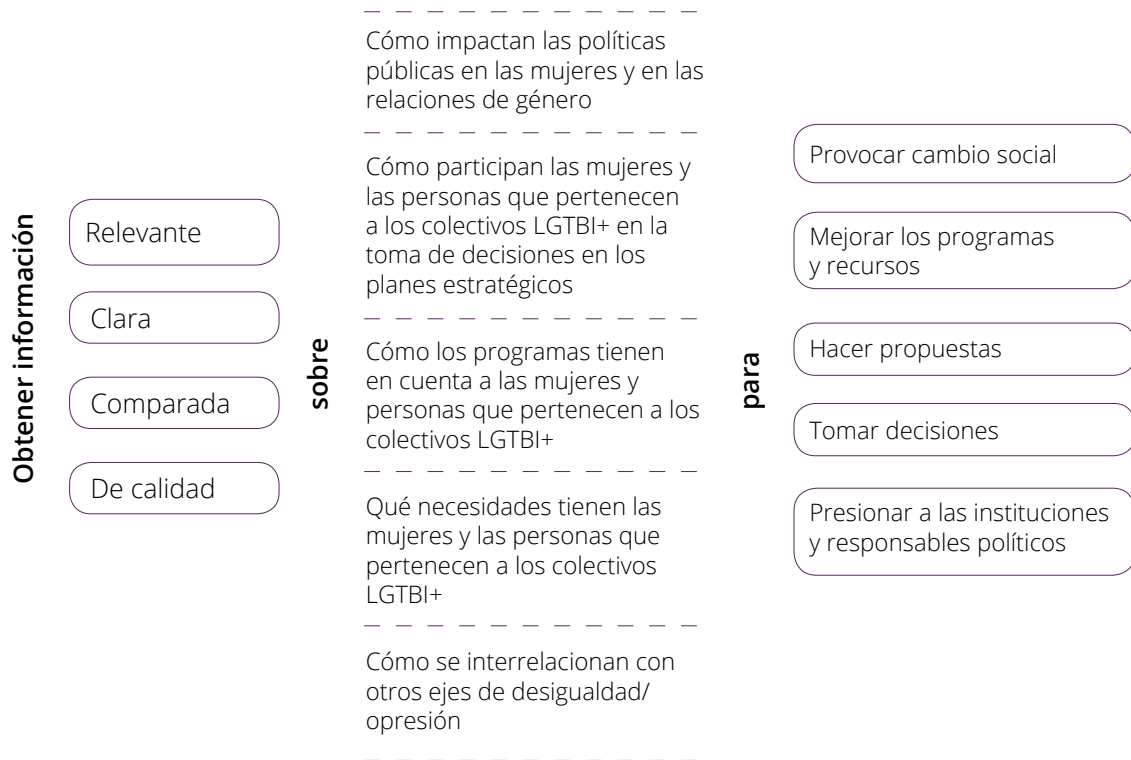 Obtener información
Relevante
Clara
Comparada
De calidad
sobre
Cómo impactan las políticas
públicas en las mujeres y en las
relaciones de género
Cómo participan las mujeres y
las personas que pertenecen
a los colectivos LGTBI+ en la
toma de decisiones en los
planes estratégicos
Cómo los programas tienen
en cuenta a las mujeres y
personas que pertenecen a los
colectivos LGTBI+
Qué necesidades tienen las
mujeres y las personas que
pertenecen a los colectivos
LGTBI+
Cómo se interrelacionan con
otros ejes de desigualdad/
opresión
para
Provocar cambio social
Mejorar los programas
y recursos
Hacer propuestas
Tomar decisiones
Presionar a las instituciones
y responsables políticos